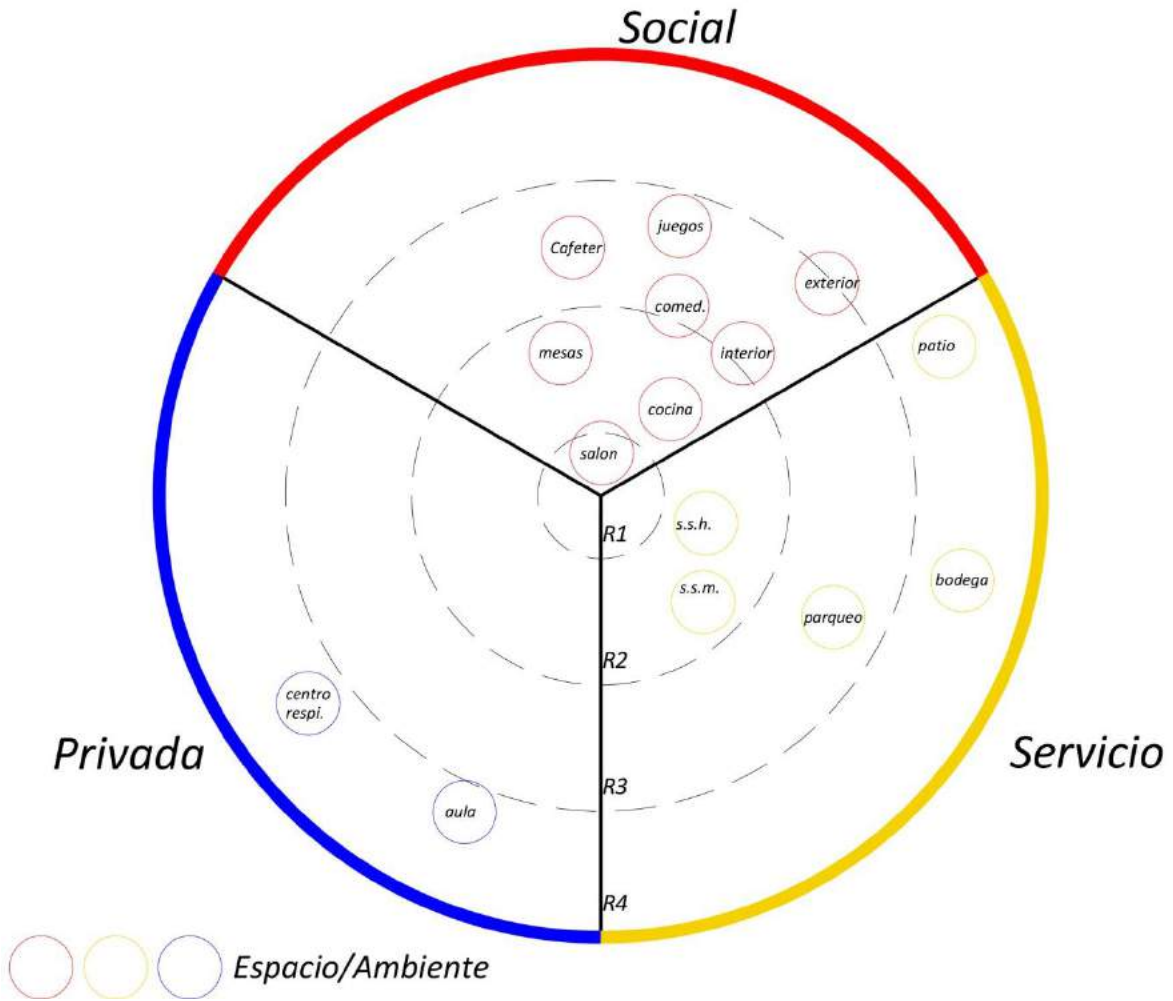 Social
juegos
Cafeter
exterior
comed.
mesas
interior
patio
cocina
salon
s.s.h.
R1
s.s.m.
bodega
parqueo
R2
centro
respi.
Privada
Servicio
R3
aula
R4
Espacio/Ambiente